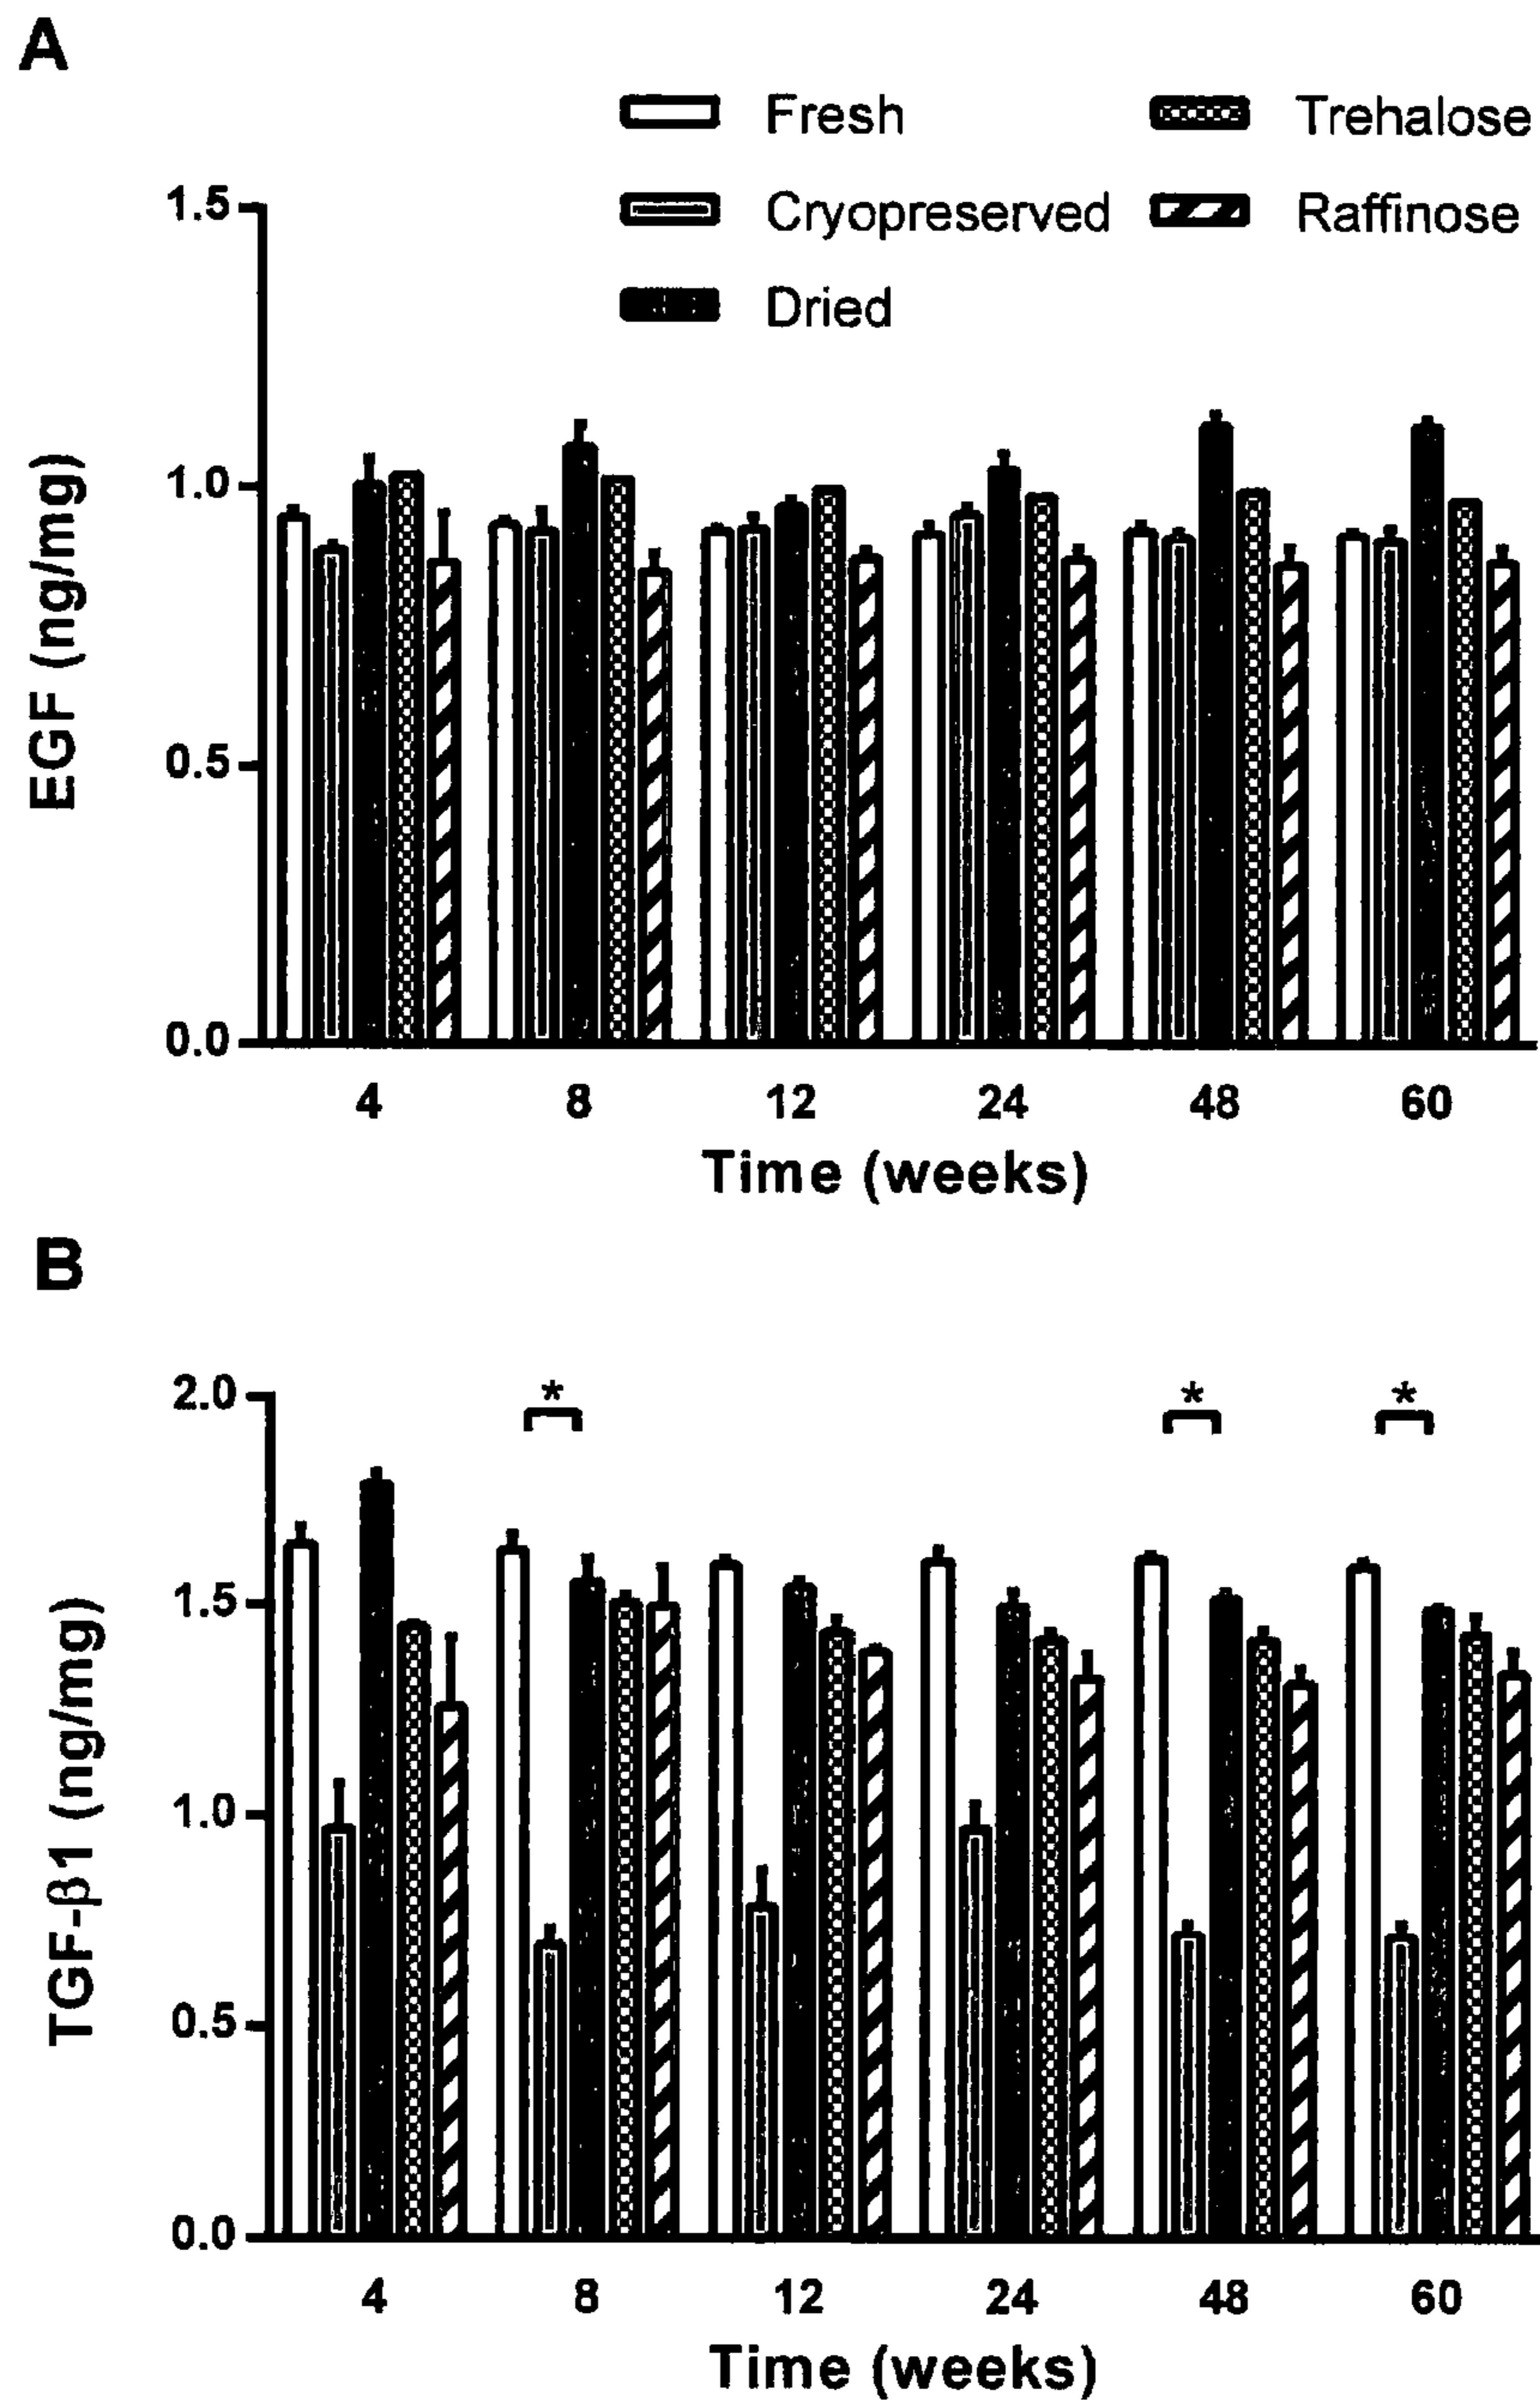 A
Fresh
Trehalose
Cryopreserved
Raffinose
Dried
1.5
1.0
0.5
0.0
EGF (ng/mg)
4 8 12 24 48 60
Time (weeks)
B
2.0
1.5
1.0
0.5
0.0
* * *
TGF-β1 (ng/mg)
4 8 12 24 48 60
Time (weeks)